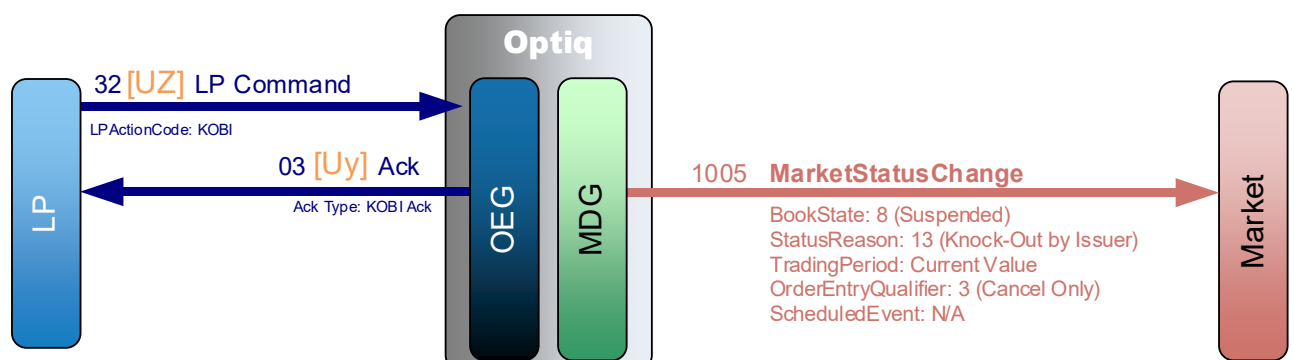 Optiq
32 [UZ] LP Command
LPActionCode: KOBI
03 [Uy] Ack
Ack Type: KOBI Ack
LP
OEG
MDG
1005 MarketStatusChange
BookState: 8 (Suspended)
StatusReason: 13 (Knock-Out by Issuer)
TradingPeriod: Current Value
OrderEntryQualifier: 3 (Cancel Only)
ScheduledEvent: N/A
Market